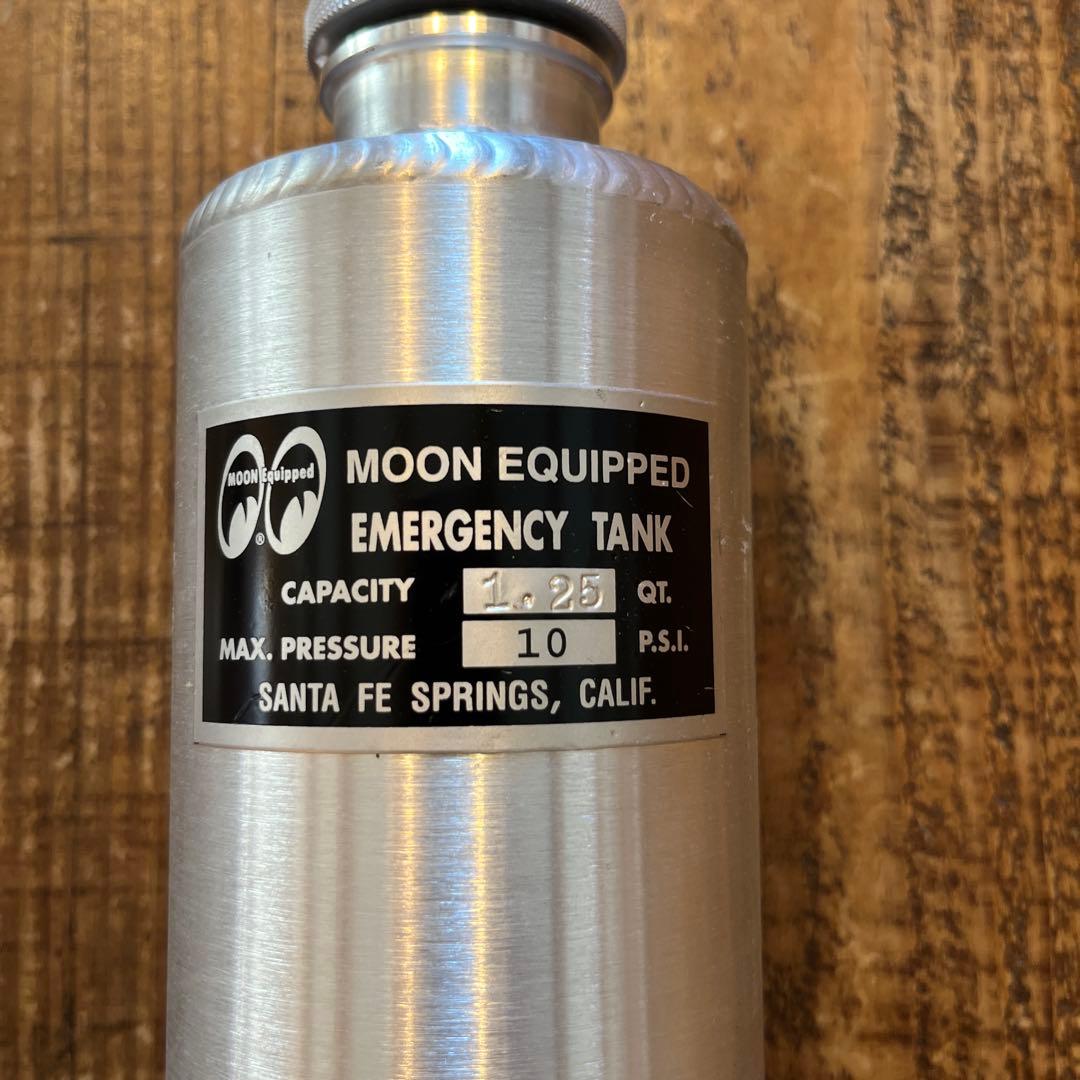 MOON Equipped
®
MOON EQUIPPED
EMERGENCY TANK
CAPACITY 1.25 QT.
MAX. PRESSURE 10 P.S.I.
SANTA FE SPRINGS, CALIF.